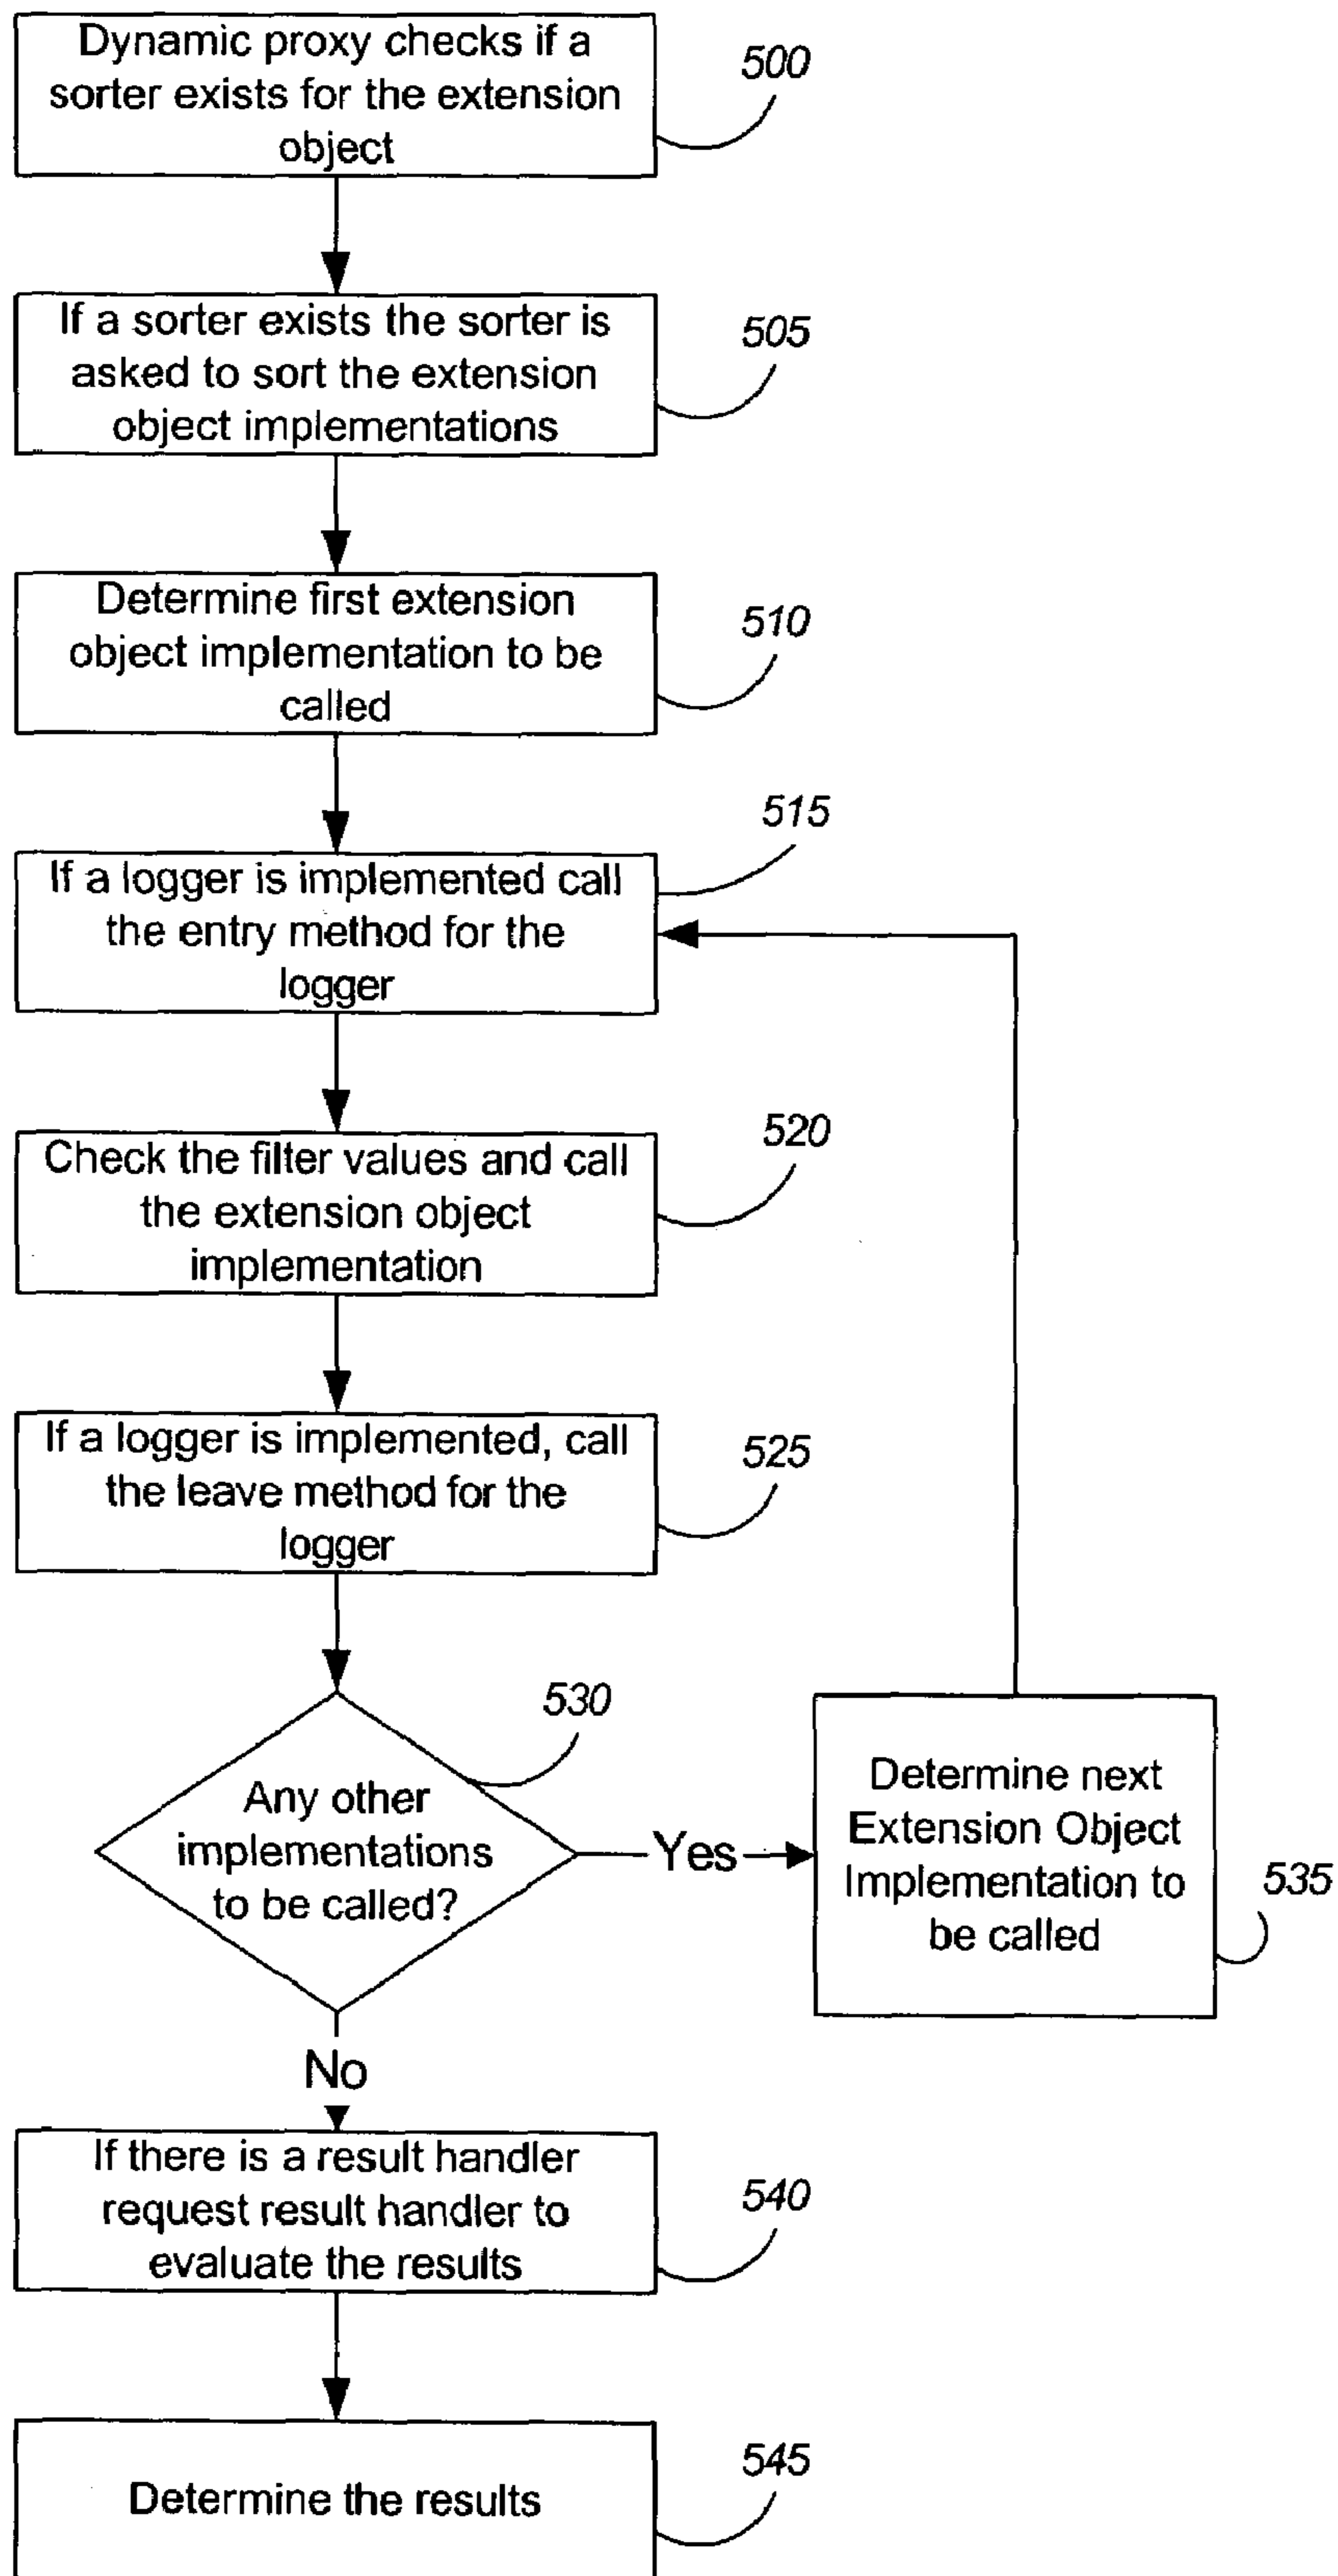 Dynamic proxy checks if a
sorter exists for the extension
object
500
If a sorter exists the sorter is
asked to sort the extension
object implementations
505
Determine first extension
object implementation to be
called
510
515
If a logger is implemented call
the entry method for the
logger
520
Check the filter values and call
the extension object
implementation
If a logger is implemented, call
the leave method for the
logger
525
530
Any other
implementations
to be called?
Yes
Determine next
Extension Object
Implementation to
be called
535
No
If there is a result handler
request result handler to
evaluate the results
540
Determine the results
545